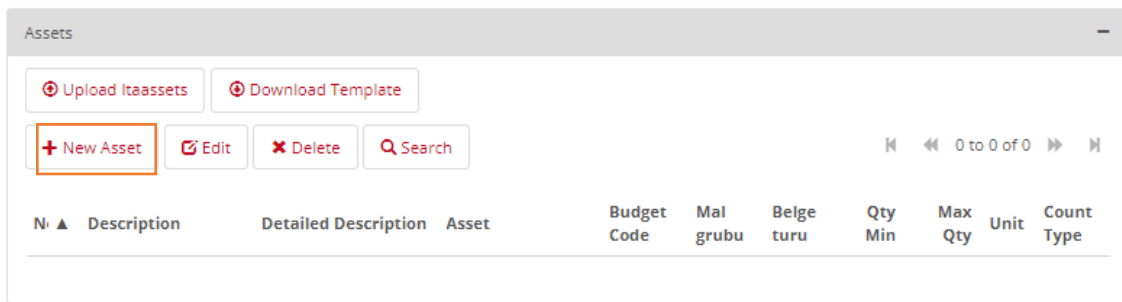 Assets
Upload Itaassets Download Template
New Asset Edit Delete Search 0 to 0 of 0
Description Detailed Description Asset Budget Code Mal grubu Belge turu Qty Min Max Qty Unit Count Type